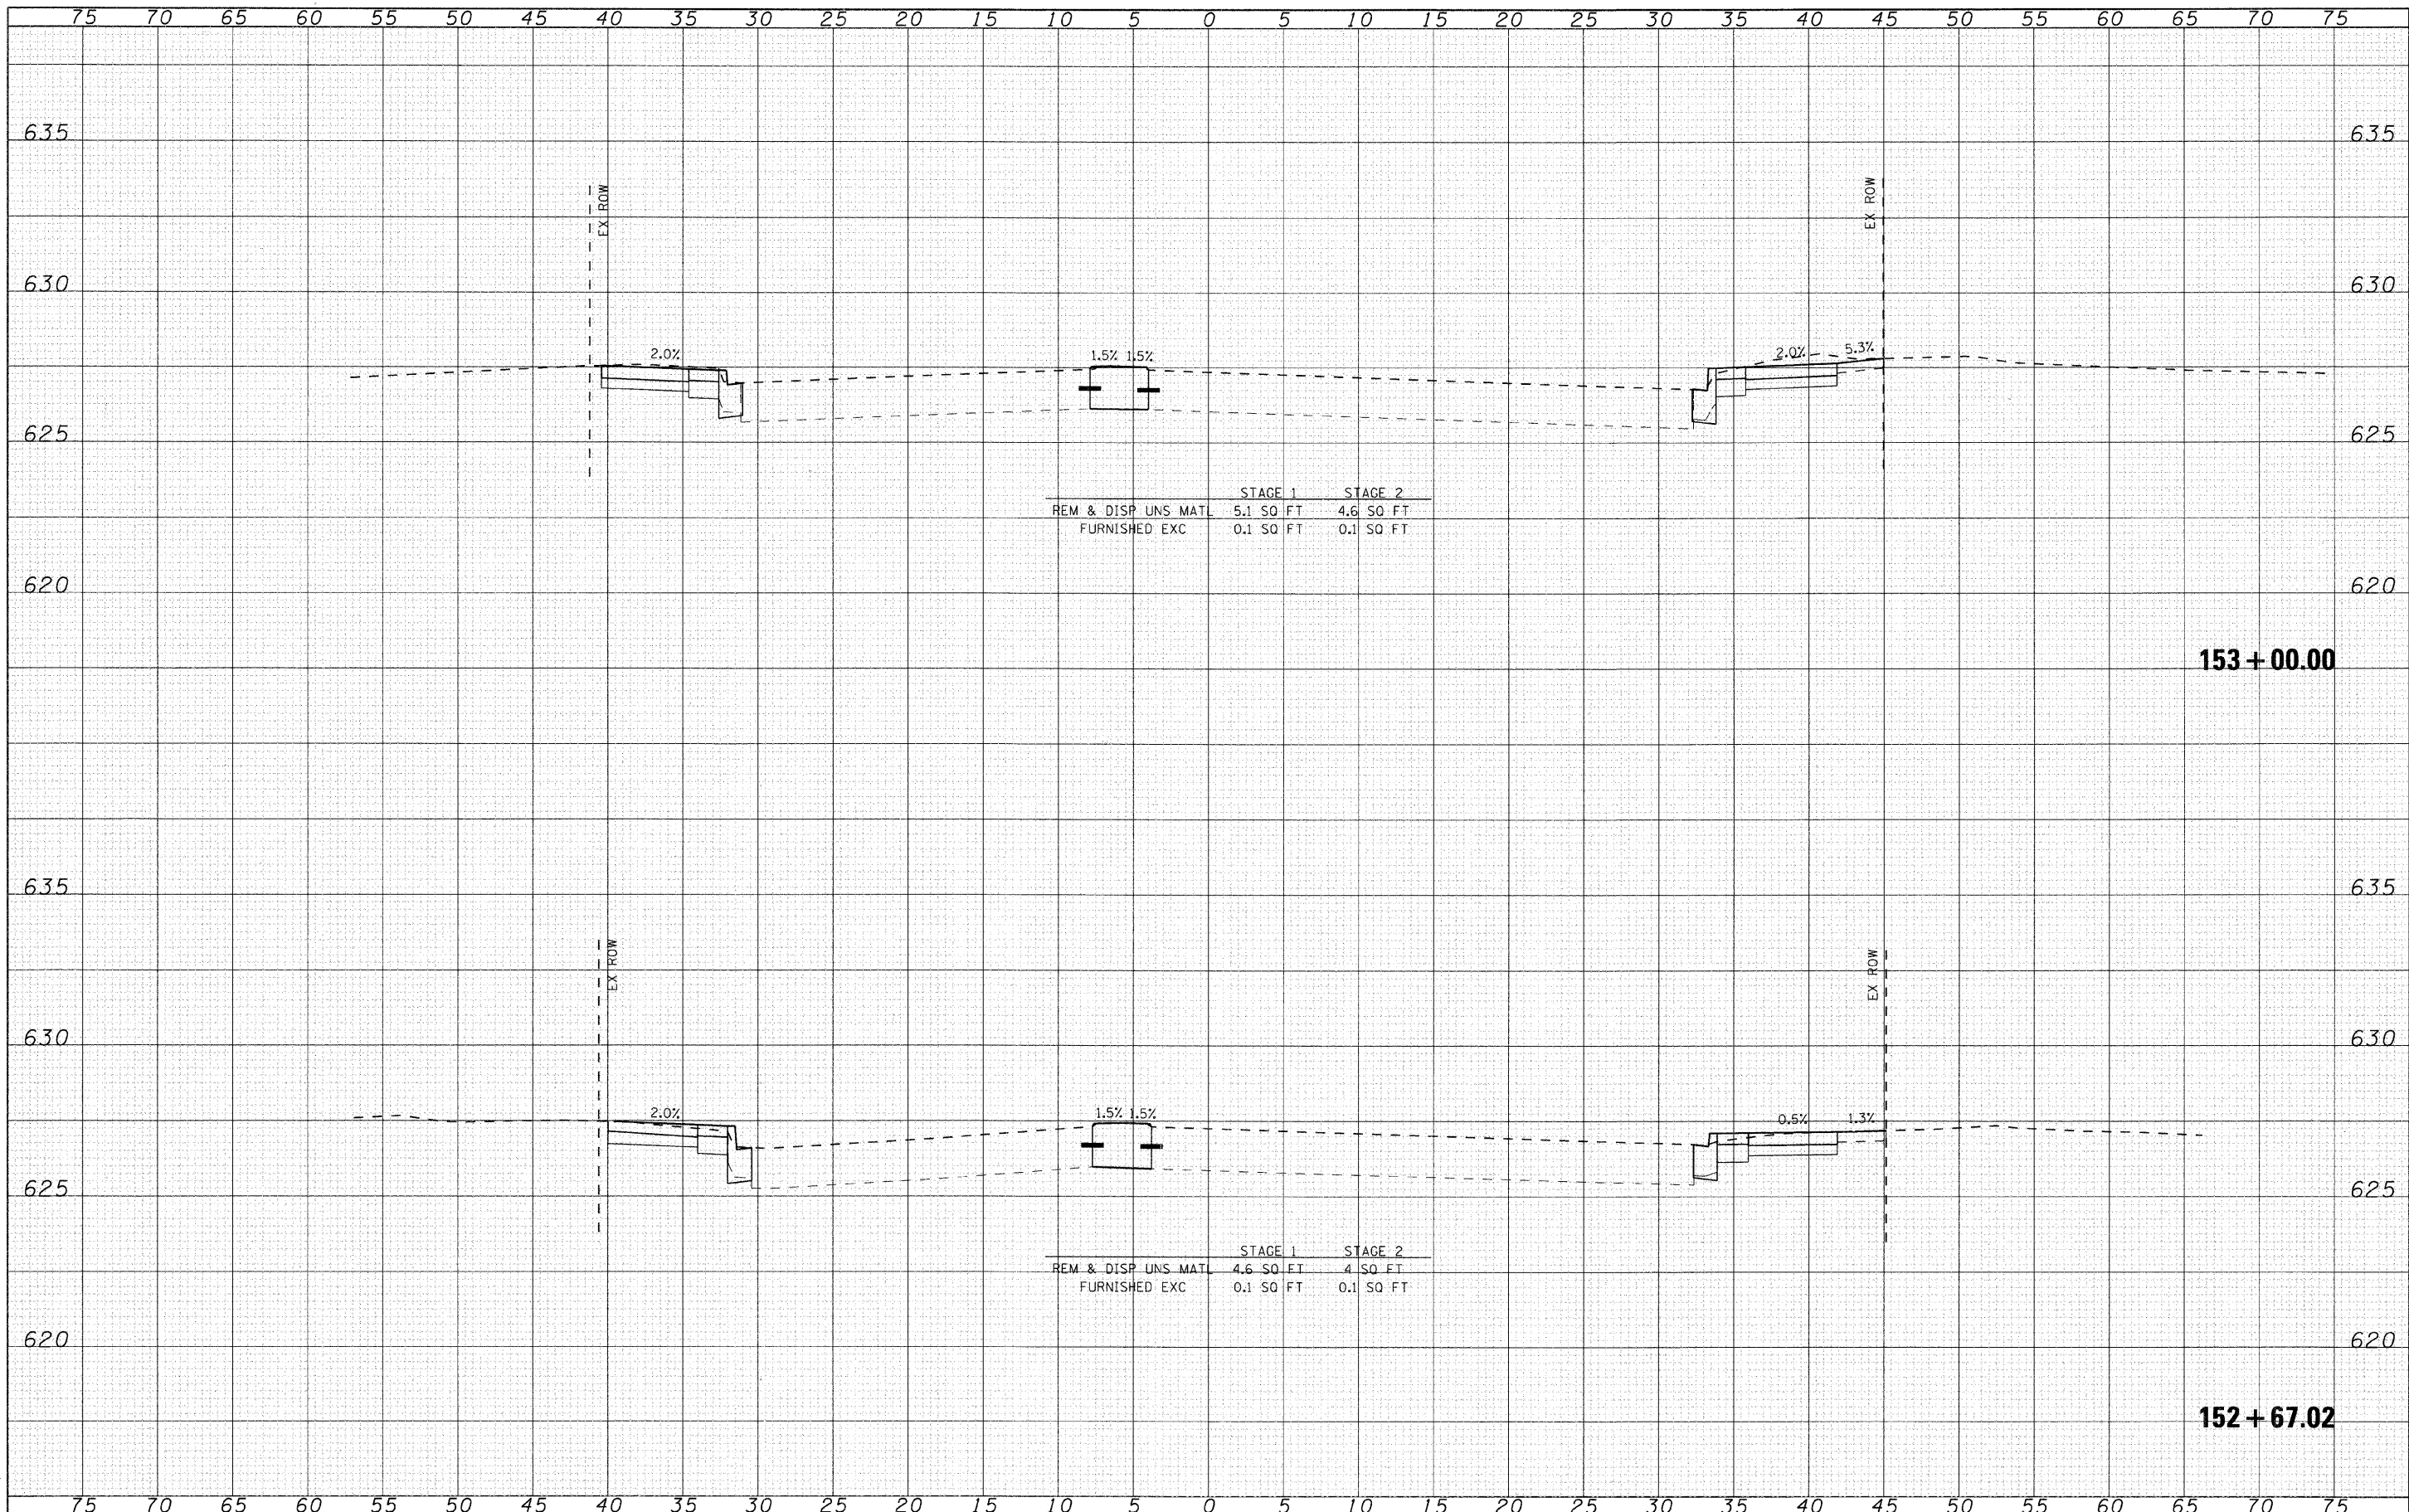 75 70 65 60 55 50 45 40 35 30 25 20 15 10 5 0 5 10 15 20 25 30 35 40 45 50 55 60 65 70 75
635 635
EX ROW EX ROW
630 630
2.0% 1.5% 1.5% 2.0% 5.3%
625 625
STAGE 1 STAGE 2
REM & DISP UNS MATL 5.1 SQ FT 4.6 SQ FT
FURNISHED EXC 0.1 SQ FT 0.1 SQ FT
620 620
153+00.00
635 635
EX ROW EX ROW
630 630
2.0% 1.5% 1.5% 0.5% 1.3%
625 625
STAGE 1 STAGE 2
REM & DISP UNS MATL 4.6 SQ FT 4 SQ FT
FURNISHED EXC 0.1 SQ FT 0.1 SQ FT
620 620
152+67.02
75 70 65 60 55 50 45 40 35 30 25 20 15 10 5 0 5 10 15 20 25 30 35 40 45 50 55 60 65 70 75